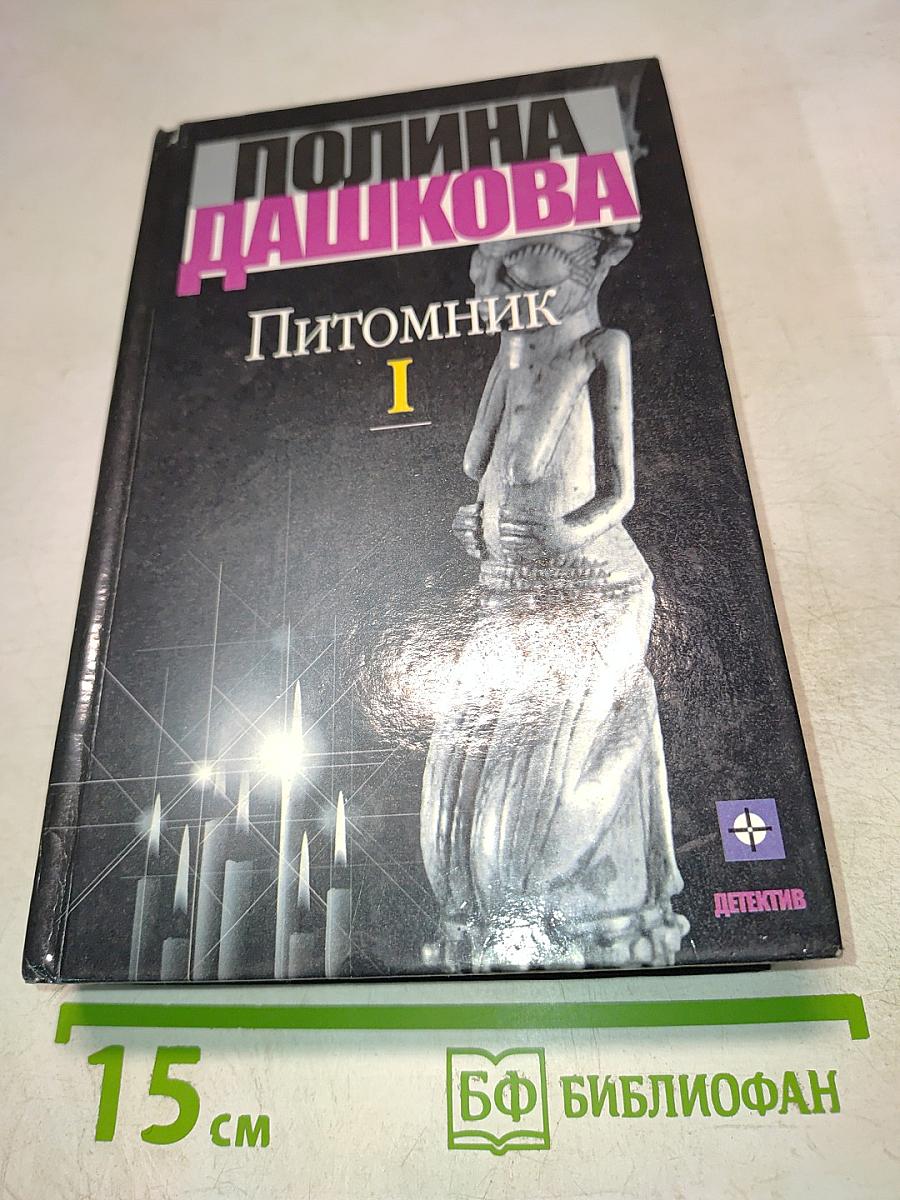 ПОЛИНА
ДАШКОВА
ПИТОМНИК
I
ДЕТЕКТИВ
15 см
БФ БИБЛИОФАН